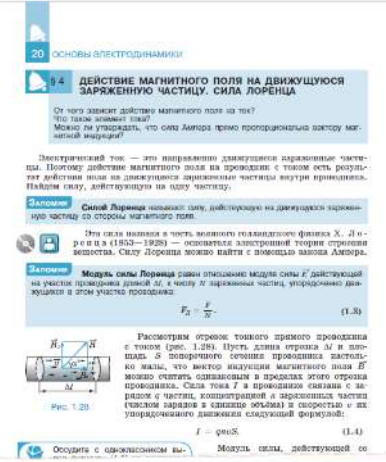 20 ОСНОВЫ ЭЛЕКТРОДИНАМИКИ
§ 4 ДЕЙСТВИЕ МАГНИТНОГО ПОЛЯ НА ДВИЖУЩУЮСЯ
ЗАРЯЖЕННУЮ ЧАСТИЦУ. СИЛА ЛОРЕНЦА
От чего зависит действие магнитного поля на ток?
Что такое элемент тока?
Можно ли утверждать, что сила Ампера прямо пропорциональна вектору маг-
нитной индукции?
Электрический ток — это направленно движущиеся заряженные части-
цы. Поэтому действие магнитного поля на проводник с током есть резуль-
тат действия поля на движущиеся заряженные частицы внутри проводника.
Найдём силу, действующую на одну частицу.
Запомни
Силой Лоренца называют силу, действующую на движущуюся заряжен-
ную частицу со стороны магнитного поля.
Эта сила названа в честь великого голландского физика Х. Ло-
ренца (1853—1928) — основателя электронной теории строения
вещества. Силу Лоренца можно найти с помощью закона Ампера.
Запомни
Модуль силы Лоренца равен отношению модуля силы F, действующей
на участок проводника длиной Δl, к числу N заряженных частиц, упорядоченно дви-
жущихся в этом участке проводника:
Fл = F/N. (1.3)
Рассмотрим отрезок тонкого прямого проводника
с током (рис. 1.28). Пусть длина отрезка Δl и пло-
щадь S поперечного сечения проводника настоль-
ко малы, что вектор индукции магнитного поля B
можно считать одинаковым в пределах этого отрезка
проводника. Сила тока I в проводнике связана с за-
рядом q частиц, концентрацией n заряженных частиц
(числом зарядов в единице объёма) и скоростью υ их
упорядоченного движения следующей формулой:
Δl
Рис. 1.28
I = qnυS. (1.4)
Обсудите с одноклассником вы-
Модуль силы, действующей со